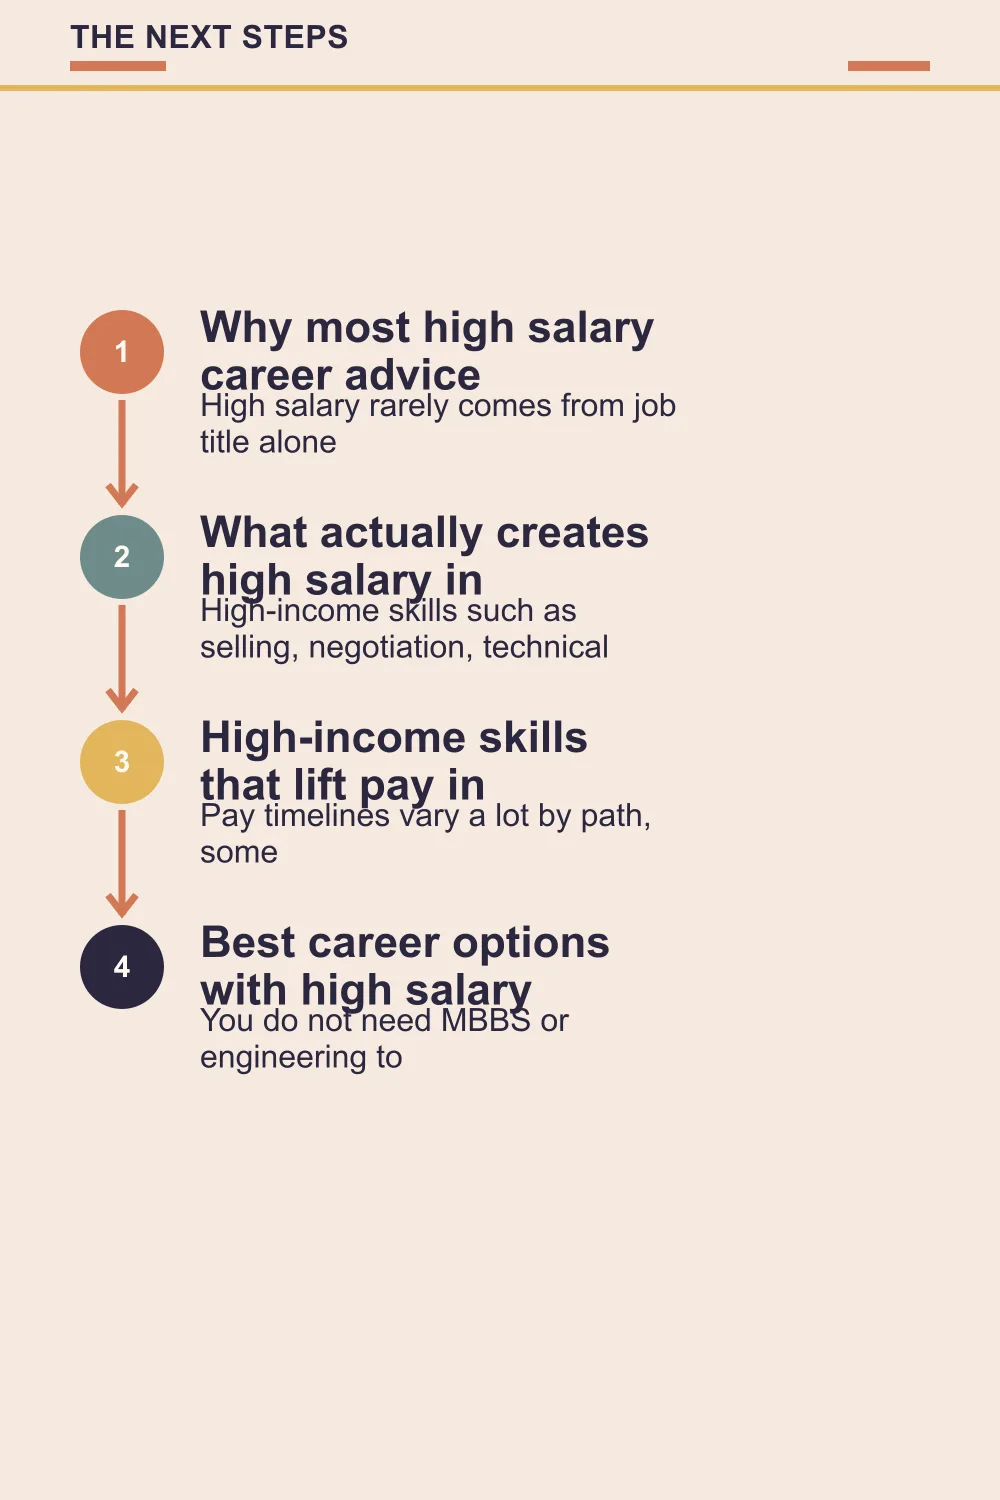 THE NEXT STEPS
1
Why most high salary
career advice
High salary rarely comes from job
title alone
2
What actually creates
high salary in
High-income skills such as
selling, negotiation, technical
3
High-income skills
that lift pay in
Pay timelines vary a lot by path,
some
4
Best career options
with high salary
You do not need MBBS or
engineering to